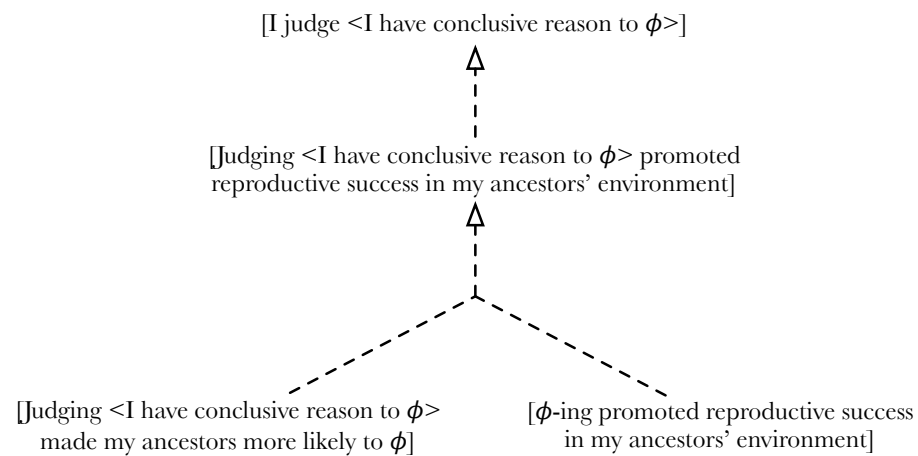 [I judge <I have conclusive reason to ϕ>]
[Judging <I have conclusive reason to ϕ> promoted
reproductive success in my ancestors’ environment]
[Judging <I have conclusive reason to ϕ>
made my ancestors more likely to ϕ]
[ϕ-ing promoted reproductive success
in my ancestors’ environment]